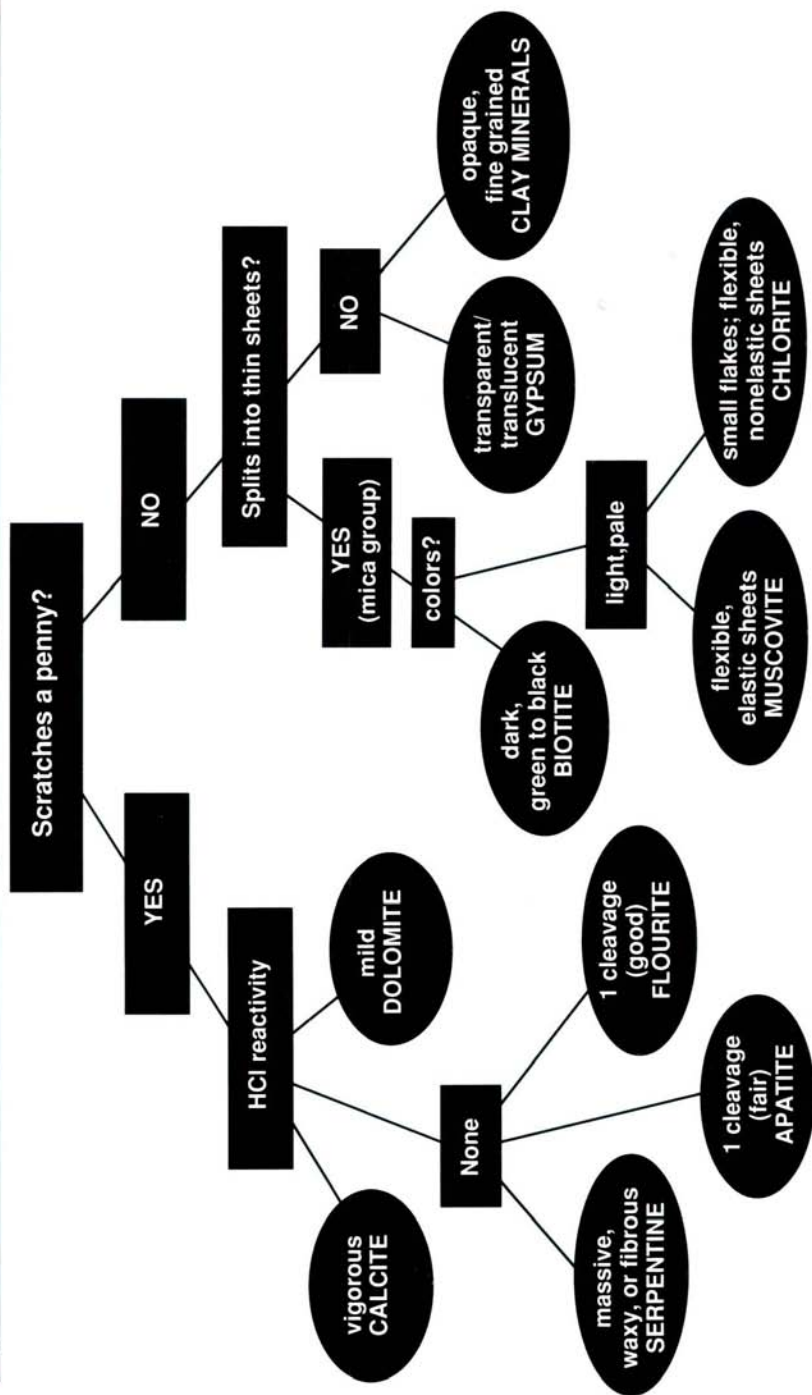 Scratches a penny?
YES
NO
HCl reactivity
Splits into thin sheets?
vigorous
CALCITE
mild
DOLOMITE
None
massive,
waxy, or fibrous
SERPENTINE
1 cleavage
(fair)
APATITE
1 cleavage
(good)
FLOURITE
YES
(mica group)
NO
colors?
dark,
green to black
BIOTITE
light,pale
flexible,
elastic sheets
MUSCOVITE
small flakes; flexible,
nonelastic sheets
CHLORITE
transparent/
translucent
GYPSUM
opaque,
fine grained
CLAY MINERALS